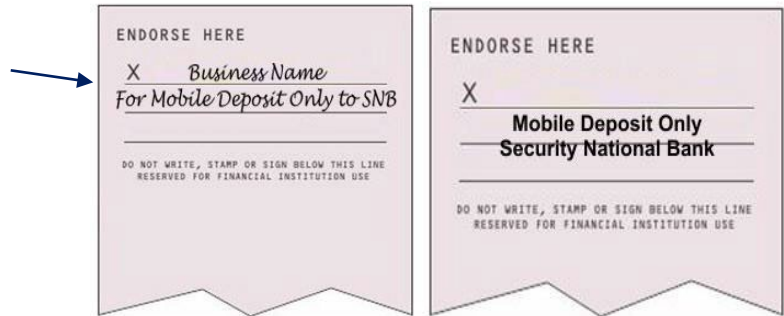 ENDORSE HERE
X Business Name
For Mobile Deposit Only to SNB
DO NOT WRITE, STAMP OR SIGN BELOW THIS LINE
RESERVED FOR FINANCIAL INSTITUTION USE
ENDORSE HERE
X
Mobile Deposit Only
Security National Bank
DO NOT WRITE, STAMP OR SIGN BELOW THIS LINE
RESERVED FOR FINANCIAL INSTITUTION USE